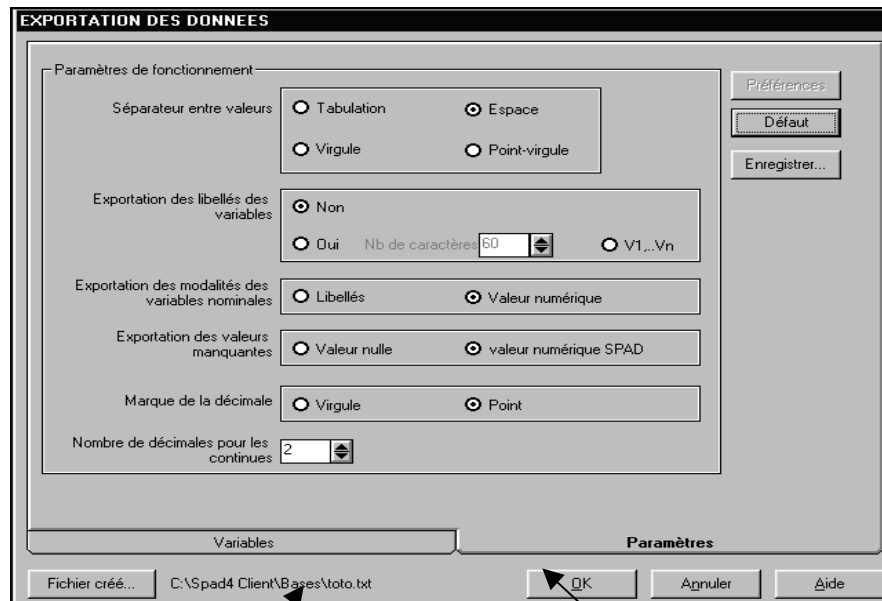 EXPORTATION DES DONNEES
Paramètres de fonctionnement
Préférences
Séparateur entre valeurs
Tabulation
Espace
Défaut
Virgule
Point-virgule
Enregistrer...
Exportation des libellés des
variables
Non
Oui
Nb de caractères
60
V1,..Vn
Exportation des modalités des
variables nominales
Libellés
Valeur numérique
Exportation des valeurs
manquantes
Valeur nulle
valeur numérique SPAD
Marque de la décimale
Virgule
Point
Nombre de décimales pour les
continues
2
Variables
Paramètres
Fichier créé...
C:\Spad4 Client\Bases\toto.txt
OK
Annuler
Aide